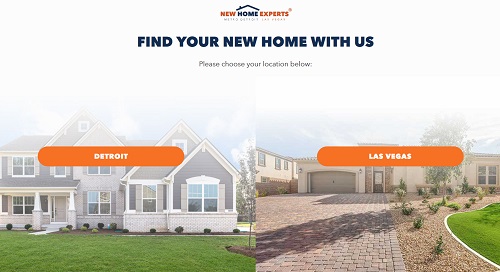 NEW HOME EXPERTS®
METRO DETROIT LAS VEGAS
FIND YOUR NEW HOME WITH US
Please choose your location below:
DETROIT
LAS VEGAS